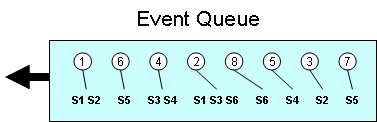 Event Queue
1 6 4 2 8 5 3 7
S1 S2 S5 S3 S4 S1 S3 S6 S6 S4 S2 S5